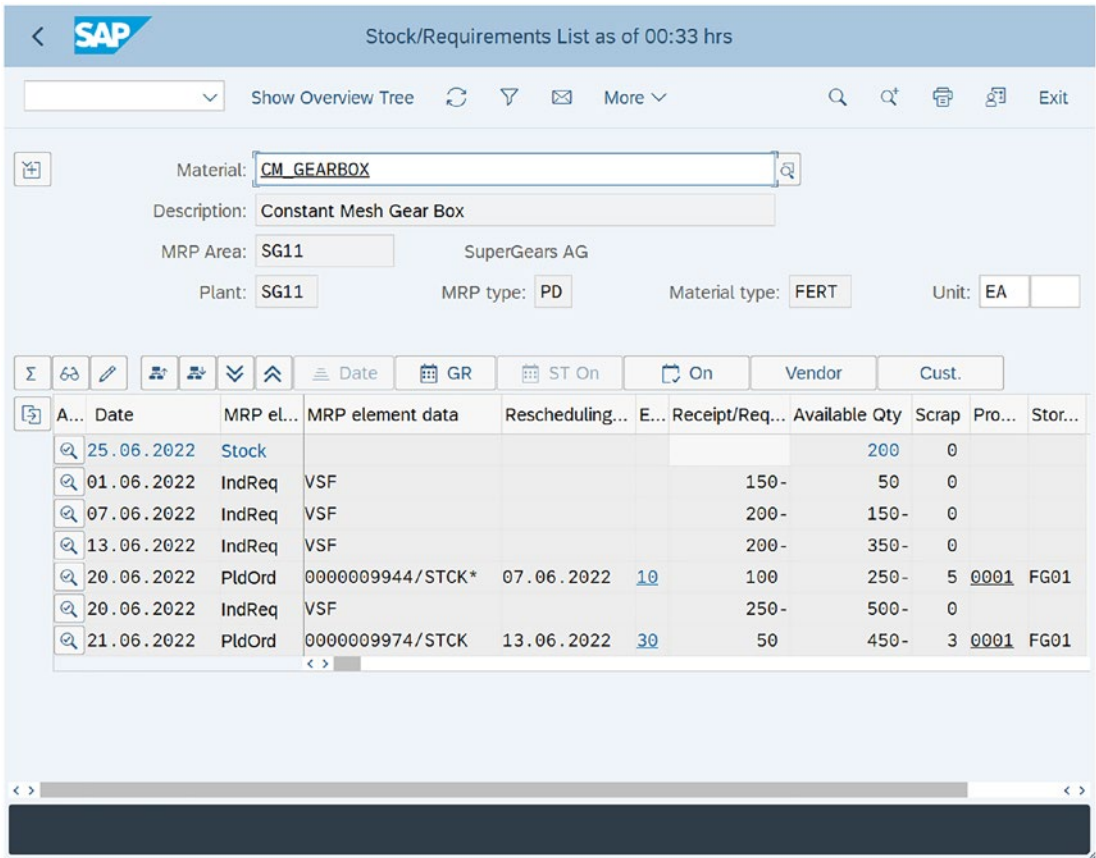 SAP Stock/Requirements List as of 00:33 hrs
Show Overview Tree More Exit
Material: CM_GEARBOX
Description: Constant Mesh Gear Box
MRP Area: SG11 SuperGears AG
Plant: SG11 MRP type: PD Material type: FERT Unit: EA
Σ Date GR ST On On Vendor Cust.
A... Date MRP el... MRP element data Rescheduling... E... Receipt/Req... Available Qty Scrap Pro... Stor...
25.06.2022 Stock 200 0
01.06.2022 IndReq VSF 150- 50 0
07.06.2022 IndReq VSF 200- 150- 0
13.06.2022 IndReq VSF 200- 350- 0
20.06.2022 PldOrd 0000009944/STCK* 07.06.2022 10 100 250- 5 0001 FG01
20.06.2022 IndReq VSF 250- 500- 0
21.06.2022 PldOrd 0000009974/STCK 13.06.2022 30 50 450- 3 0001 FG01